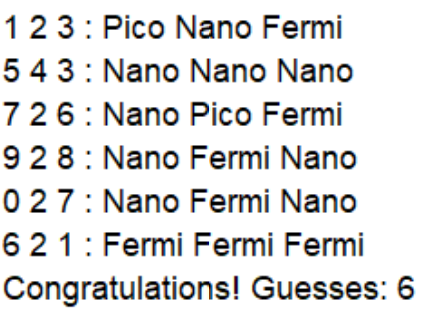 1 2 3 : Pico Nano Fermi
5 4 3 : Nano Nano Nano
7 2 6 : Nano Pico Fermi
9 2 8 : Nano Fermi Nano
0 2 7 : Nano Fermi Nano
6 2 1 : Fermi Fermi Fermi
Congratulations! Guesses: 6